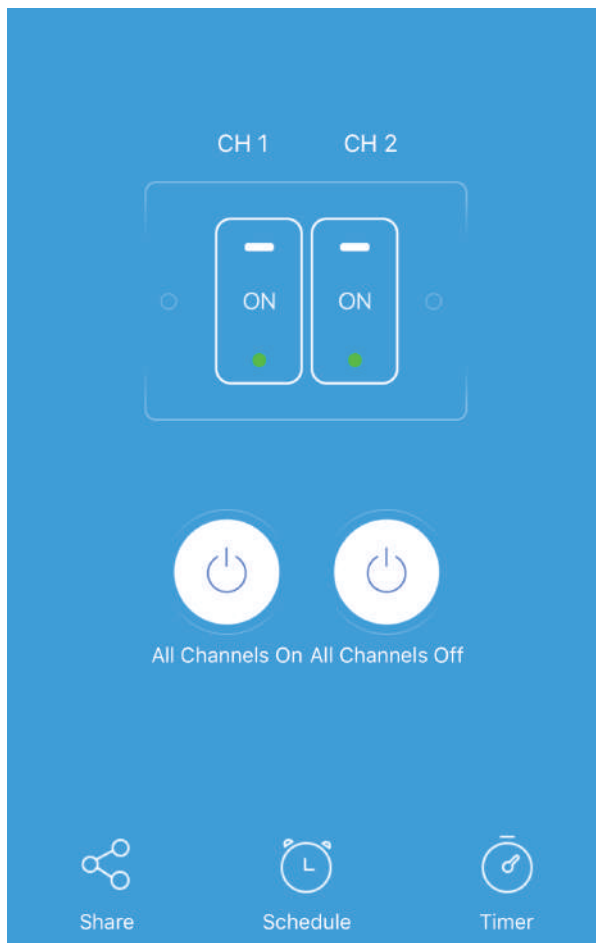 CH 1 CH 2
ON ON
All Channels On All Channels Off
Share Schedule Timer